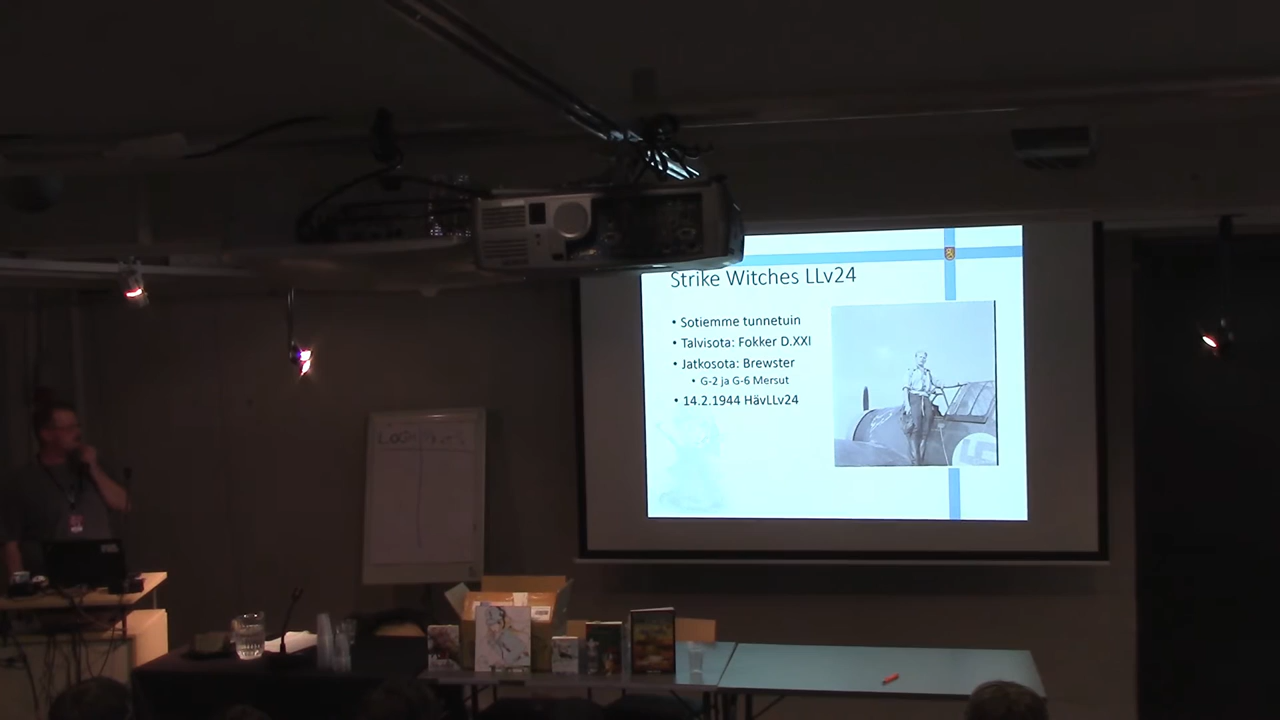 Strike Witches LLv24
• Sotiemme tunnetuin
• Talvisota: Fokker D.XXI
• Jatkosota: Brewster
• G-2 ja G-6 Mersut
• 14.2.1944 HävLLv24